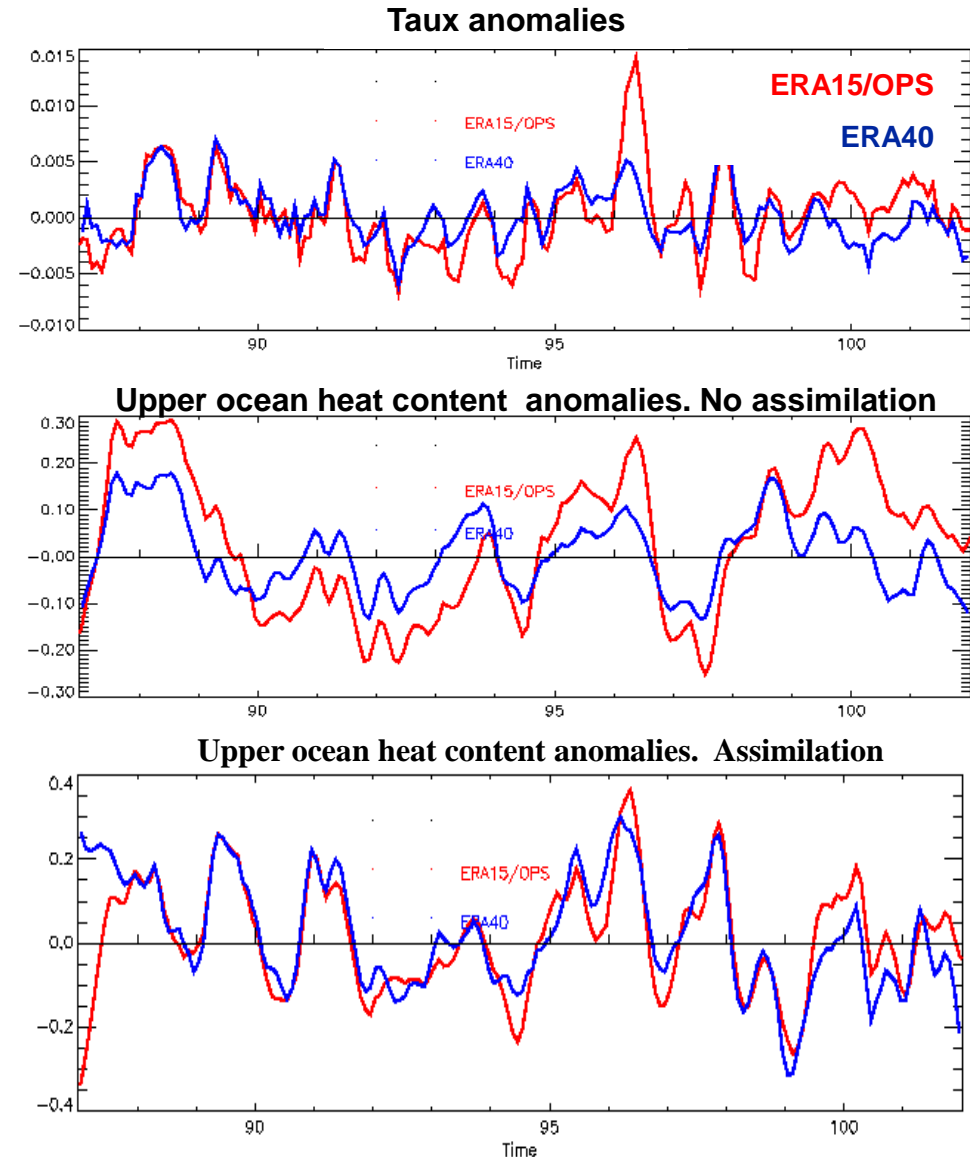 Taux anomalies
0.015
0.010
0.005
0.000
−0.005
−0.010
ERA15/OPS
ERA40
ERA15/OPS
ERA40
90
95
100
Time
Upper ocean heat content anomalies. No assimilation
0.30
0.20
0.10
−0.00
−0.10
−0.20
−0.30
ERA15/OPS
ERA40
90
95
100
Upper ocean heat content anomalies. Assimilation
0.4
0.2
0.0
−0.2
−0.4
ERA15/OPS
ERA40
90
95
100
Time